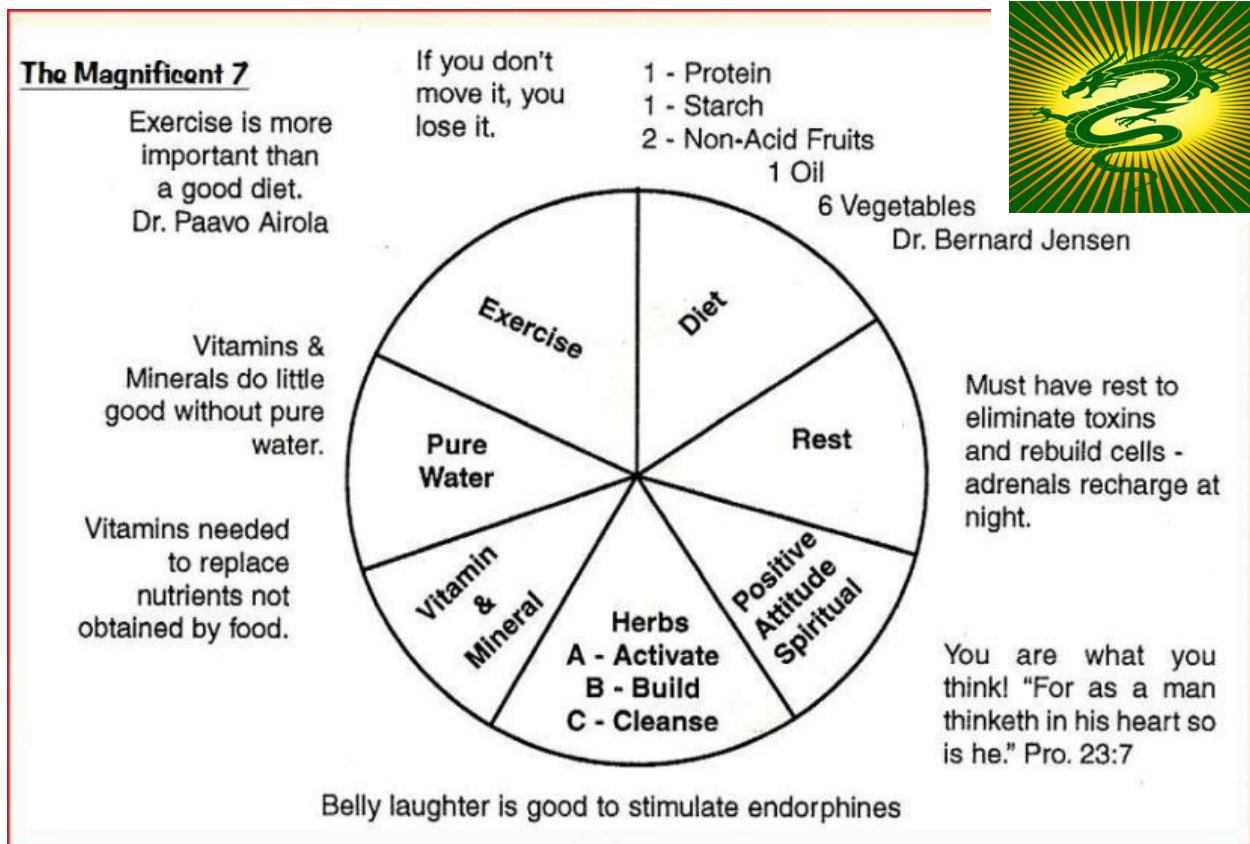 The Magnificent 7
Exercise is more
important than
a good diet.
Dr. Paavo Airola
If you don't
move it, you
lose it.
1 - Protein
1 - Starch
2 - Non-Acid Fruits
1 Oil
6 Vegetables
Dr. Bernard Jensen
Exercise
Diet
Vitamins &
Minerals do little
good without pure
water.
Pure
Water
Rest
Must have rest to
eliminate toxins
and rebuild cells -
adrenals recharge at
night.
Vitamins needed
to replace
nutrients not
obtained by food.
Vitamin
&
Mineral
Herbs
A - Activate
B - Build
C - Cleanse
Positive
Attitude
Spiritual
You are what you
think! “For as a man
thinketh in his heart so
is he.” Pro. 23:7
Belly laughter is good to stimulate endorphines